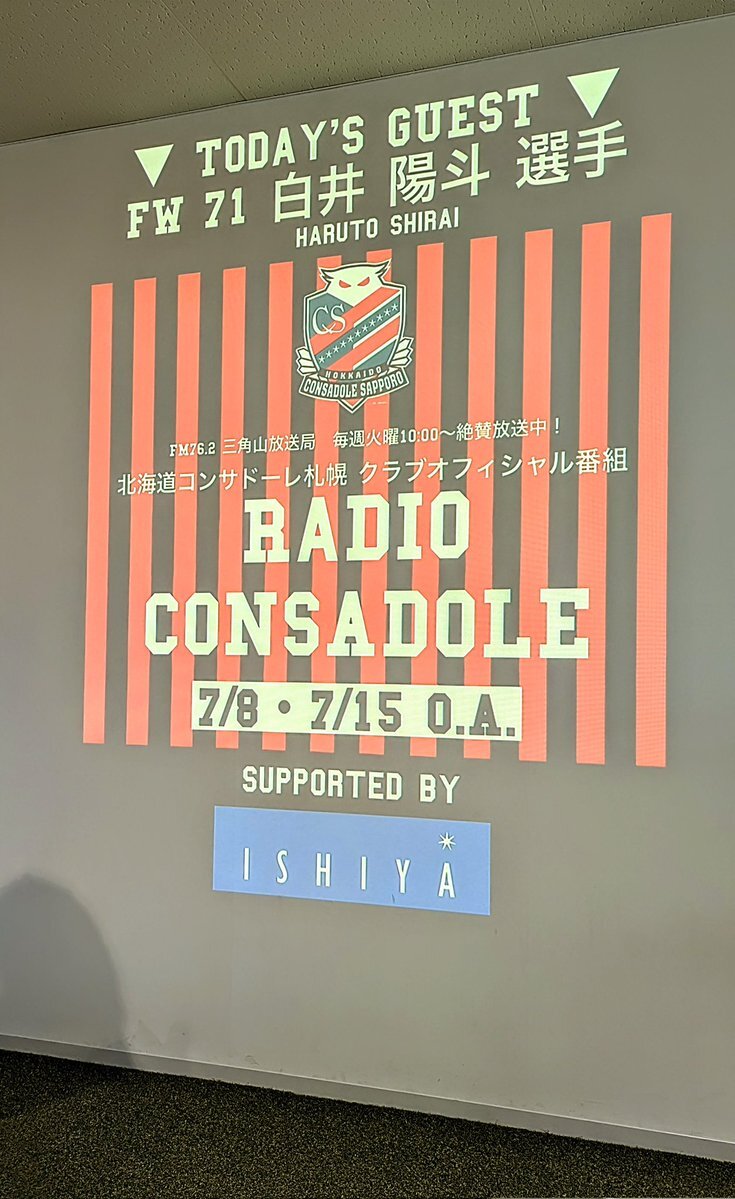 ▼ TODAY'S GUEST ▼
FW 71 白井 陽斗 選手
HARUTO SHIRAI
CS
HOKKAIDO
CONSADOLE SAPPORO
FM76.2 三角山放送局 毎週火曜10:00〜絶賛放送中！
北海道コンサドーレ札幌 クラブオフィシャル番組
RADIO
CONSADOLE
7/8・7/15 O.A.
SUPPORTED BY
ISHIYA